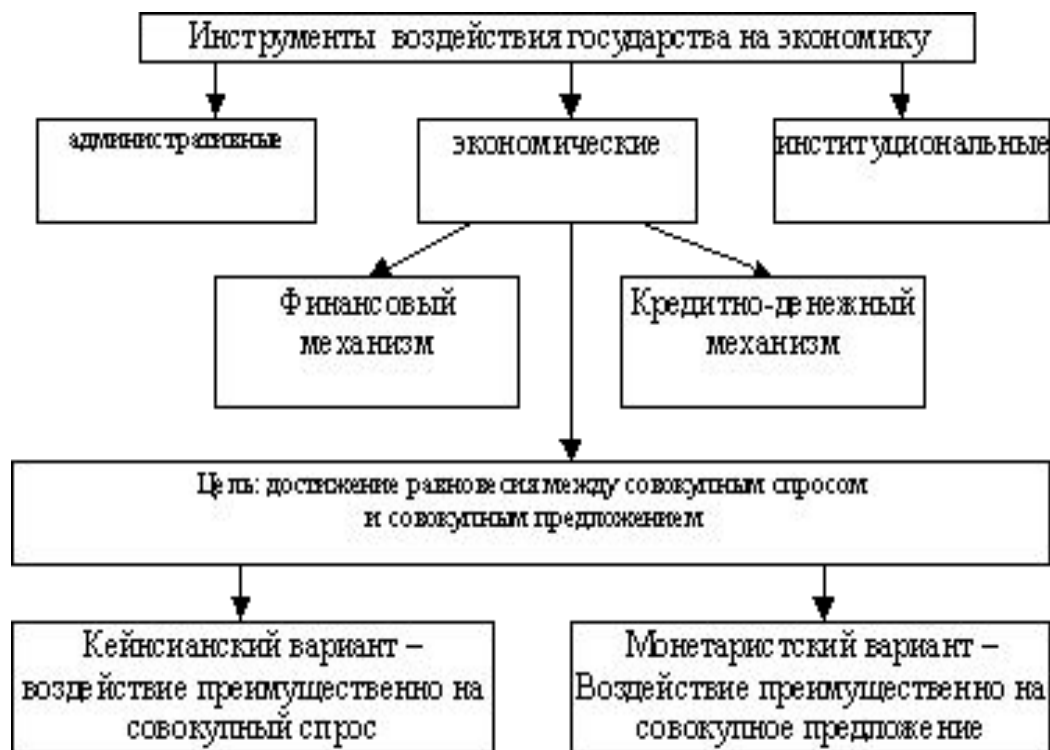 Инструменты воздействия государства на экономику
административные
экономические
институциональные
Финансовый
механизм
Кредитно-денежный
механизм
Цель: достижение равновесия между совокупным спросом
и совокупным предложением
Кейнсианский вариант –
воздействие преимущественно на
совокупный спрос
Монетаристский вариант –
Воздействие преимущественно на
совокупное предложение